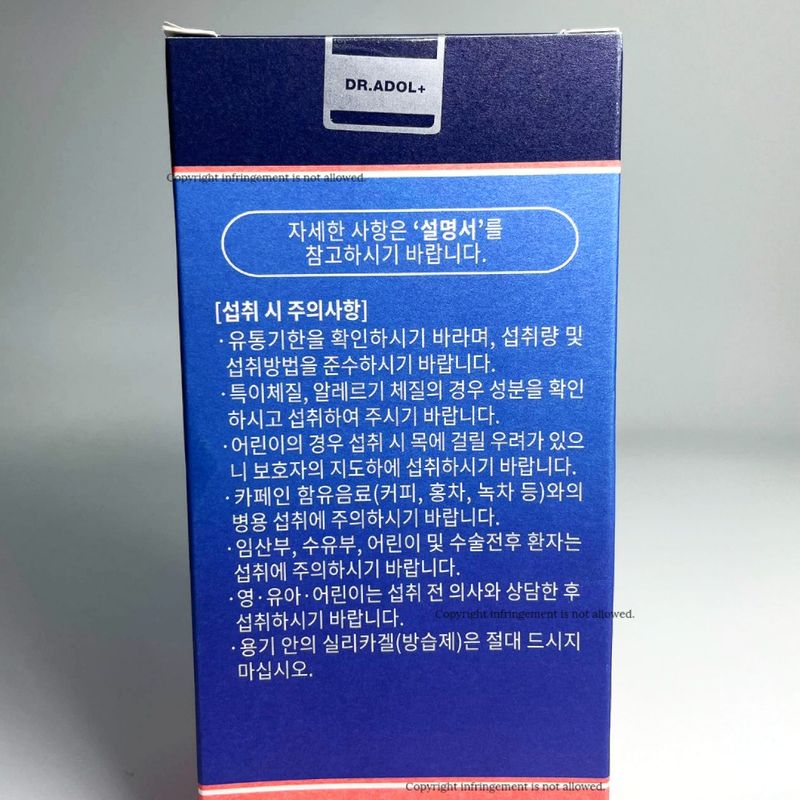 DR.ADOL+
Copyright infringement is not allowed.
자세한 사항은 ‘설명서’를
참고하시기 바랍니다.
[섭취 시 주의사항]
·유통기한을 확인하시기 바라며, 섭취량 및
섭취방법을 준수하시기 바랍니다.
·특이체질, 알레르기 체질의 경우 성분을 확인
하시고 섭취하여 주시기 바랍니다.
·어린이의 경우 섭취 시 목에 걸릴 우려가 있으
니 보호자의 지도하에 섭취하시기 바랍니다.
·카페인 함유음료(커피, 홍차, 녹차 등)와의
병용 섭취에 주의하시기 바랍니다.
·임산부, 수유부, 어린이 및 수술전후 환자는
섭취에 주의하시기 바랍니다.
·영·유아·어린이는 섭취 전 의사와 상담한 후
섭취하시기 바랍니다.
Copyright infringement is not allowed.
·용기 안의 실리카겔(방습제)은 절대 드시지
마십시오.
Copyright infringement is not allowed.